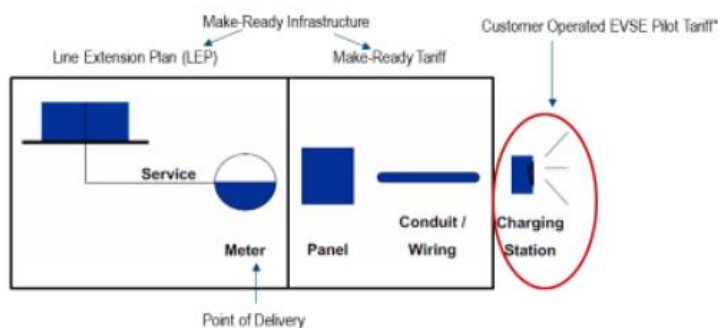 Make-Ready Infrastructure
Customer Operated EVSE Pilot Tariff"
Line Extension Plan (LEP)
Make-Ready Tariff
Service
Meter
Panel
Conduit /
Wiring
Charging
Station
Point of Delivery